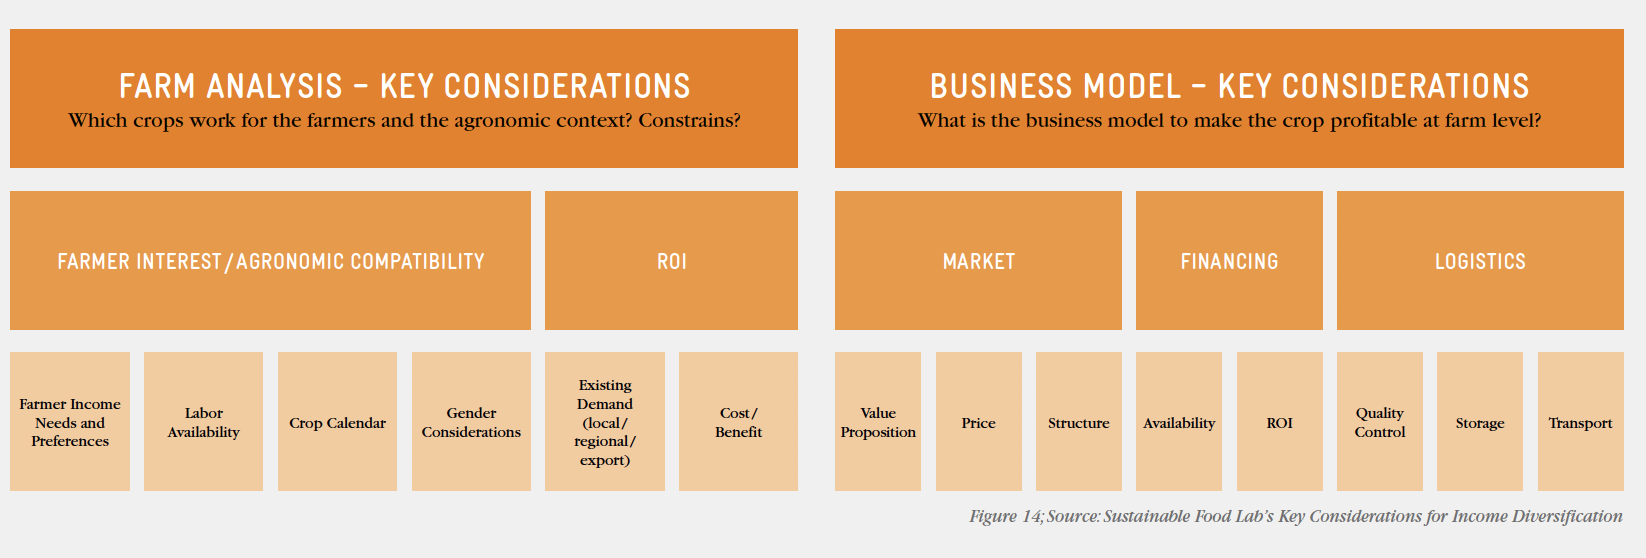 FARM ANALYSIS – KEY CONSIDERATIONS
Which crops work for the farmers and the agronomic context? Constrains?
FARMER INTEREST/AGRONOMIC COMPATIBILITY
ROI
Farmer Income
Needs and
Preferences
Labor
Availability
Crop Calendar
Gender
Considerations
Existing
Demand
(local/
regional/
export)
Cost/
Benefit
BUSINESS MODEL – KEY CONSIDERATIONS
What is the business model to make the crop profitable at farm level?
MARKET
FINANCING
LOGISTICS
Value
Proposition
Price
Structure
Availability
ROI
Quality
Control
Storage
Transport
Figure 14; Source: Sustainable Food Lab's Key Considerations for Income Diversification